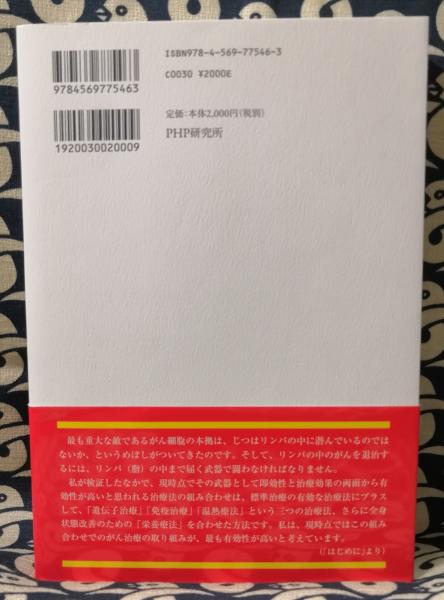 ISBN978-4-569-77546-3
C0030 ¥2000E
9784569775463
定価:本体2,000円(税別)
PHP研究所
1920030020009
最も重大な敵であるがん細胞の本拠は、じつはリンパの中に潜んでいるのでは
ないか、というめぼしがついてきたのです。そして、リンパの中のがんを退治す
るには、リンパ(脂)の中まで届く武器で闘わなければなりません。
私が検証したなかで、現時点でその武器として即効性と治療効果の両面から有
効性が高いと思われる治療法の組み合わせは、標準治療の有効な治療法にプラス
して、「遺伝子治療」「免疫治療」「温熱療法」という三つの治療法、さらに全身
状態改善のための「栄養療法」を合わせた方法です。私は、現時点ではこの組み
合わせでのがん治療の取り組みが、最も有効性が高いと考えています。
(「はじめに」より)